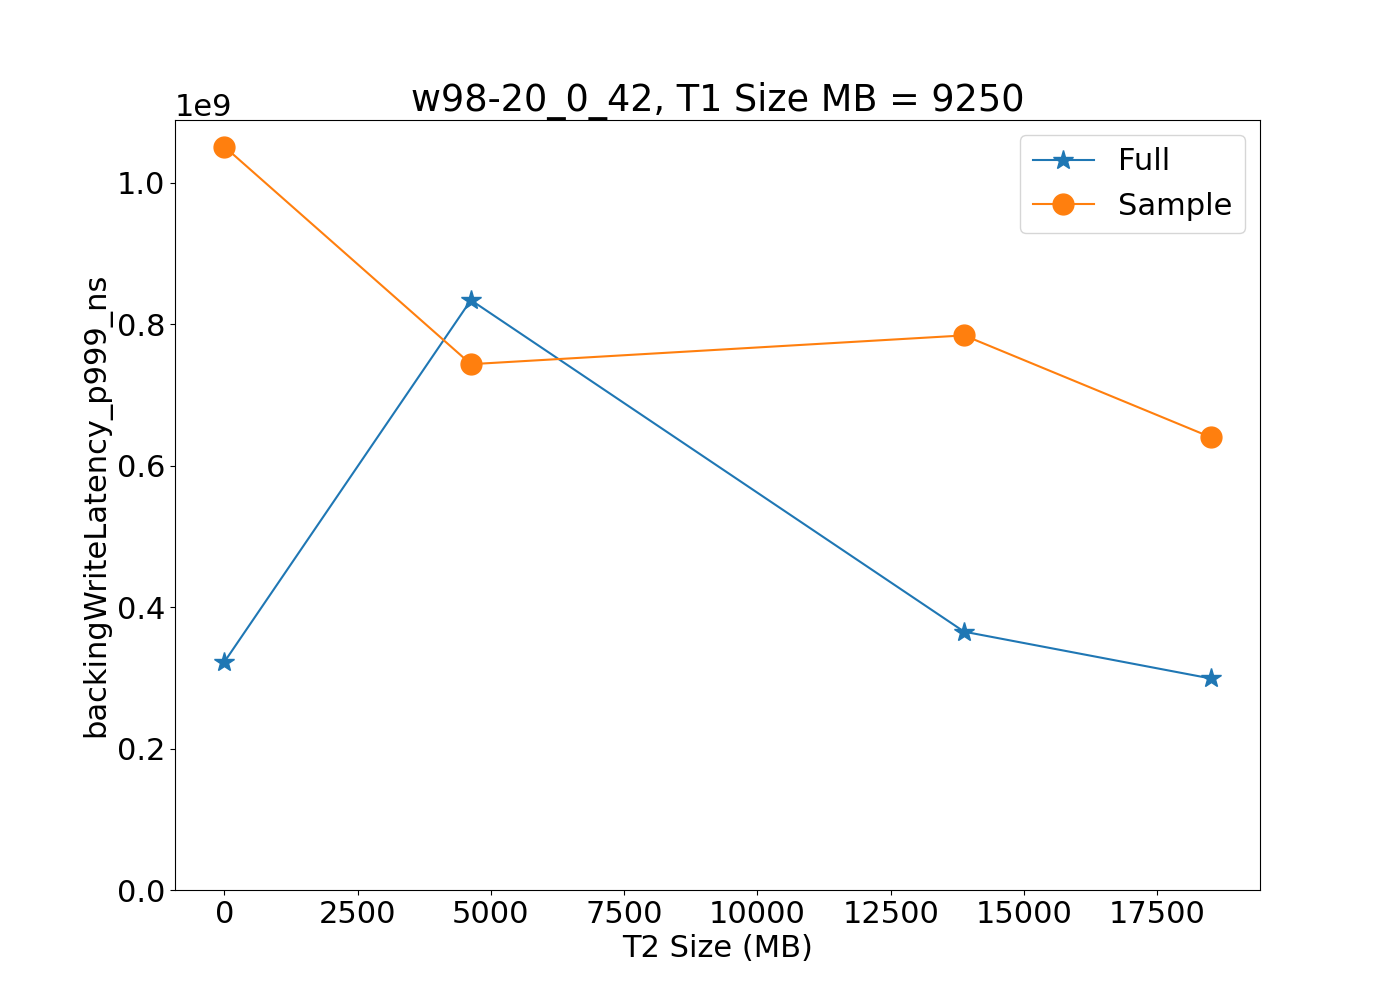 w98-20_0_42, T1 Size MB = 9250
1e9
Full
Sample
1.0
0.8
0.6
0.4
0.2
0.0
backingWriteLatency_p999_ns
0 2500 5000 7500 10000 12500 15000 17500
T2 Size (MB)